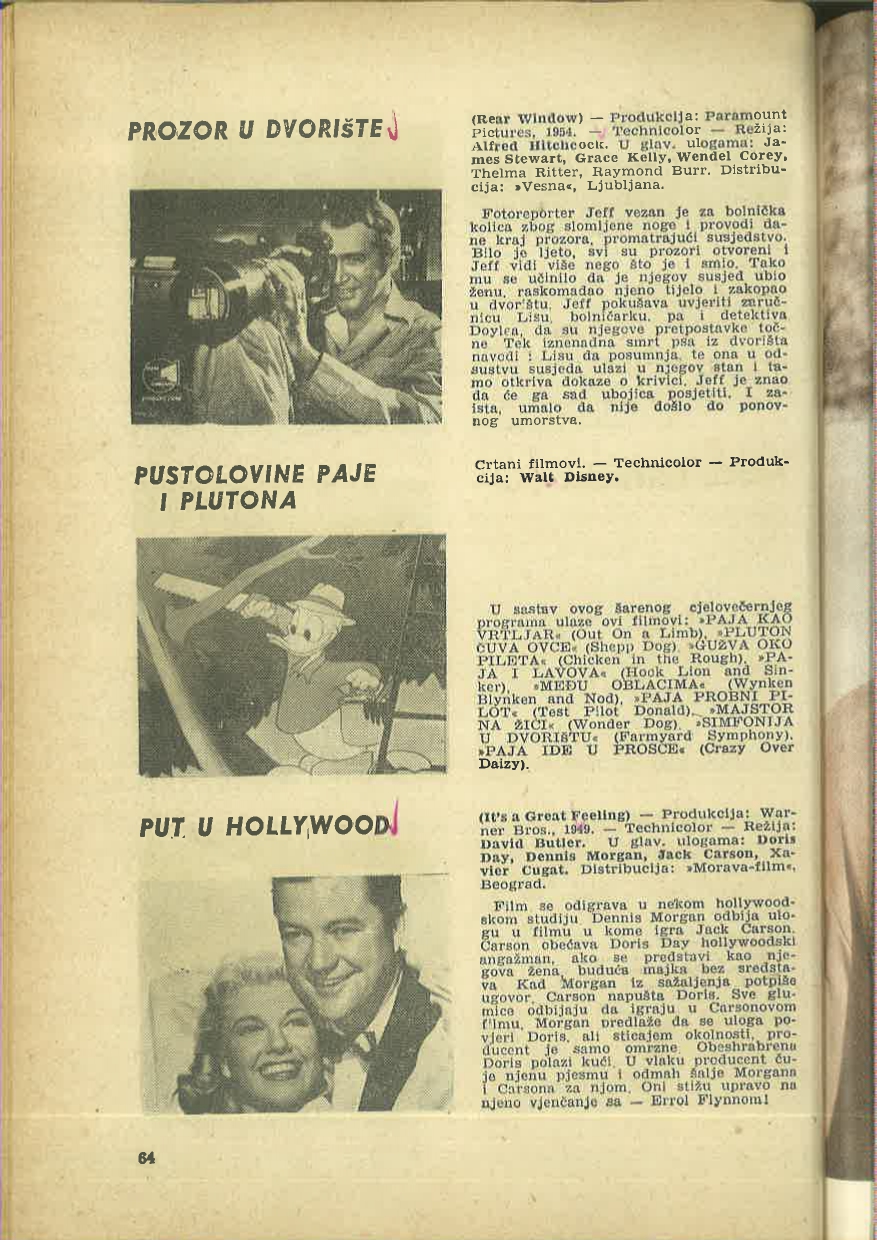 PROZOR U DVORIŠTE
(Rear Window) — Produkcija: Paramount
Pictures, 1954. — Technicolor — Režija:
Alfred Hitchcock. U glav. ulogama: Ja-
mes Stewart, Grace Kelly, Wendel Corey,
Thelma Ritter, Raymond Burr. Distribu-
cija: »Vesna«, Ljubljana.
Fotoreporter Jeff vezan je za bolnička
kolica zbog slomljene noge i provodi da-
ne kraj prozora, promatrajući susjedstvo.
Bilo je ljeto, svi su prozori otvoreni i
Jeff vidi više nego što je i smio. Tako
mu se učinilo da je njegov susjed ubio
ženu, raskomadao njeno tijelo i zakopao
u dvor'štu. Jeff pokušava uvjeriti zaruč-
nicu Lisu, bolničarku, pa i detektiva
Doylea, da su njegove pretpostavke toč-
ne Tek iznenadna smrt psa iz dvorišta
navodi i Lisu da posumnja, te ona u od-
sustvu susjeda ulazi u njegov stan i ta-
mo otkriva dokaze o krivici. Jeff je znao
da će ga sad ubojica posjetiti. I za-
ista, umalo da nije došlo do ponov-
nog umorstva.
PUSTOLOVINE PAJE
I PLUTONA
Crtani filmovi. — Technicolor — Produk-
cija: Walt Disney.
U sastav ovog šarenog cjelovečernjeg
programa ulaze ovi filmovi: »PAJA KAO
VRTLJAR« (Out On a Limb), »PLUTON
ČUVA OVCE« (Shepp Dog), »GUŽVA OKO
PILETA« (Chicken in the Rough), »PA-
JA I LAVOVA« (Hook Lion and Sin-
ker), »MEĐU OBLACIMA« (Wynken
Blynken and Nod), »PAJA PROBNI PI-
LOT« (Test Pilot Donald), »MAJSTOR
NA ŽICI« (Wonder Dog), »SIMFONIJA
U DVORIŠTU« (Farmyard Symphony),
»PAJA IDE U PROSCE« (Crazy Over
Daizy).
PUT U HOLLYWOOD
(It's a Great Feeling) — Produkcija: War-
ner Bros., 1949. — Technicolor — Režija:
David Butler. U glav. ulogama: Doris
Day, Dennis Morgan, Jack Carson, Xa-
vier Cugat. Distribucija: »Morava-film«,
Beograd.
Film se odigrava u nekom hollywood-
skom studiju Dennis Morgan odbija ulo-
gu u filmu u kome igra Jack Carson.
Carson obećava Doris Day hollywoodski
angažman, ako se predstavi kao nje-
gova žena, buduća majka bez sredsta-
va Kad Morgan iz sažaljenja potpiše
ugovor, Carson napušta Doris. Sve glu-
mice odbijaju da igraju u Carsonovom
f'lmu, Morgan predlaže da se uloga po-
vjeri Doris, ali sticajem okolnosti, pro-
ducent je samo omrzne. Obeshrabrena
Doris polazi kući. U vlaku producent ču-
je njenu pjesmu i odmah šalje Morgana
i Carsona za njom. Oni stižu upravo na
njeno vjenčanje sa — Errol Flynnom!
64